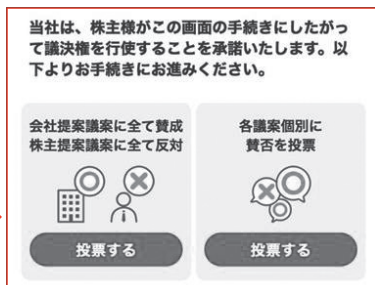 当社は、株主様がこの画面の手続きにしたがっ
て議決権を行使することを承諾いたします。以
下よりお手続きにお進みください。
会社提案議案に全て賛成
株主提案議案に全て反対
投票する
各議案個別に
賛否を投票
投票する